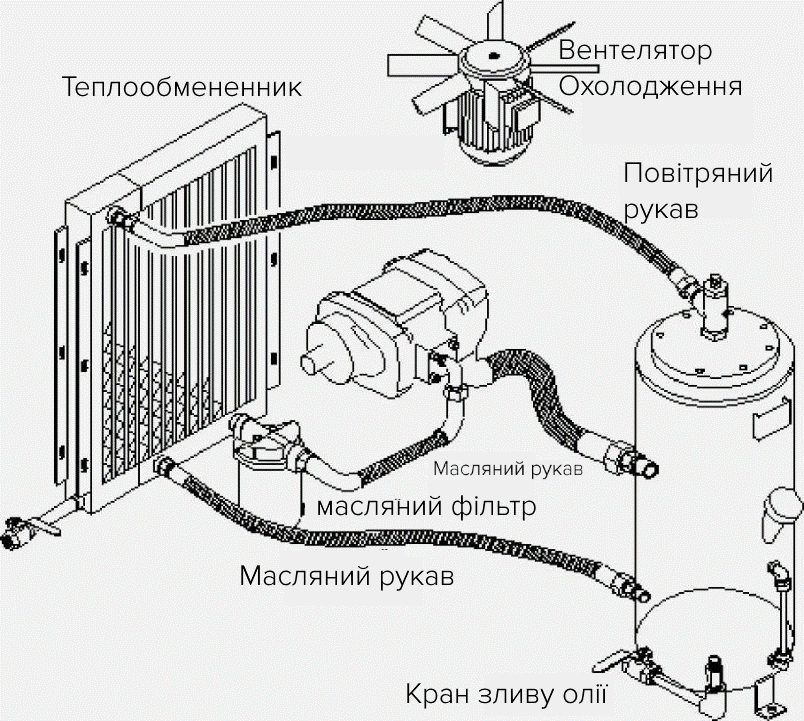 Вентелятор
Охолодження
Теплообмененник
Повітряний
рукав
Масляний рукав
масляний фільтр
Масляний рукав
Кран зливу олії